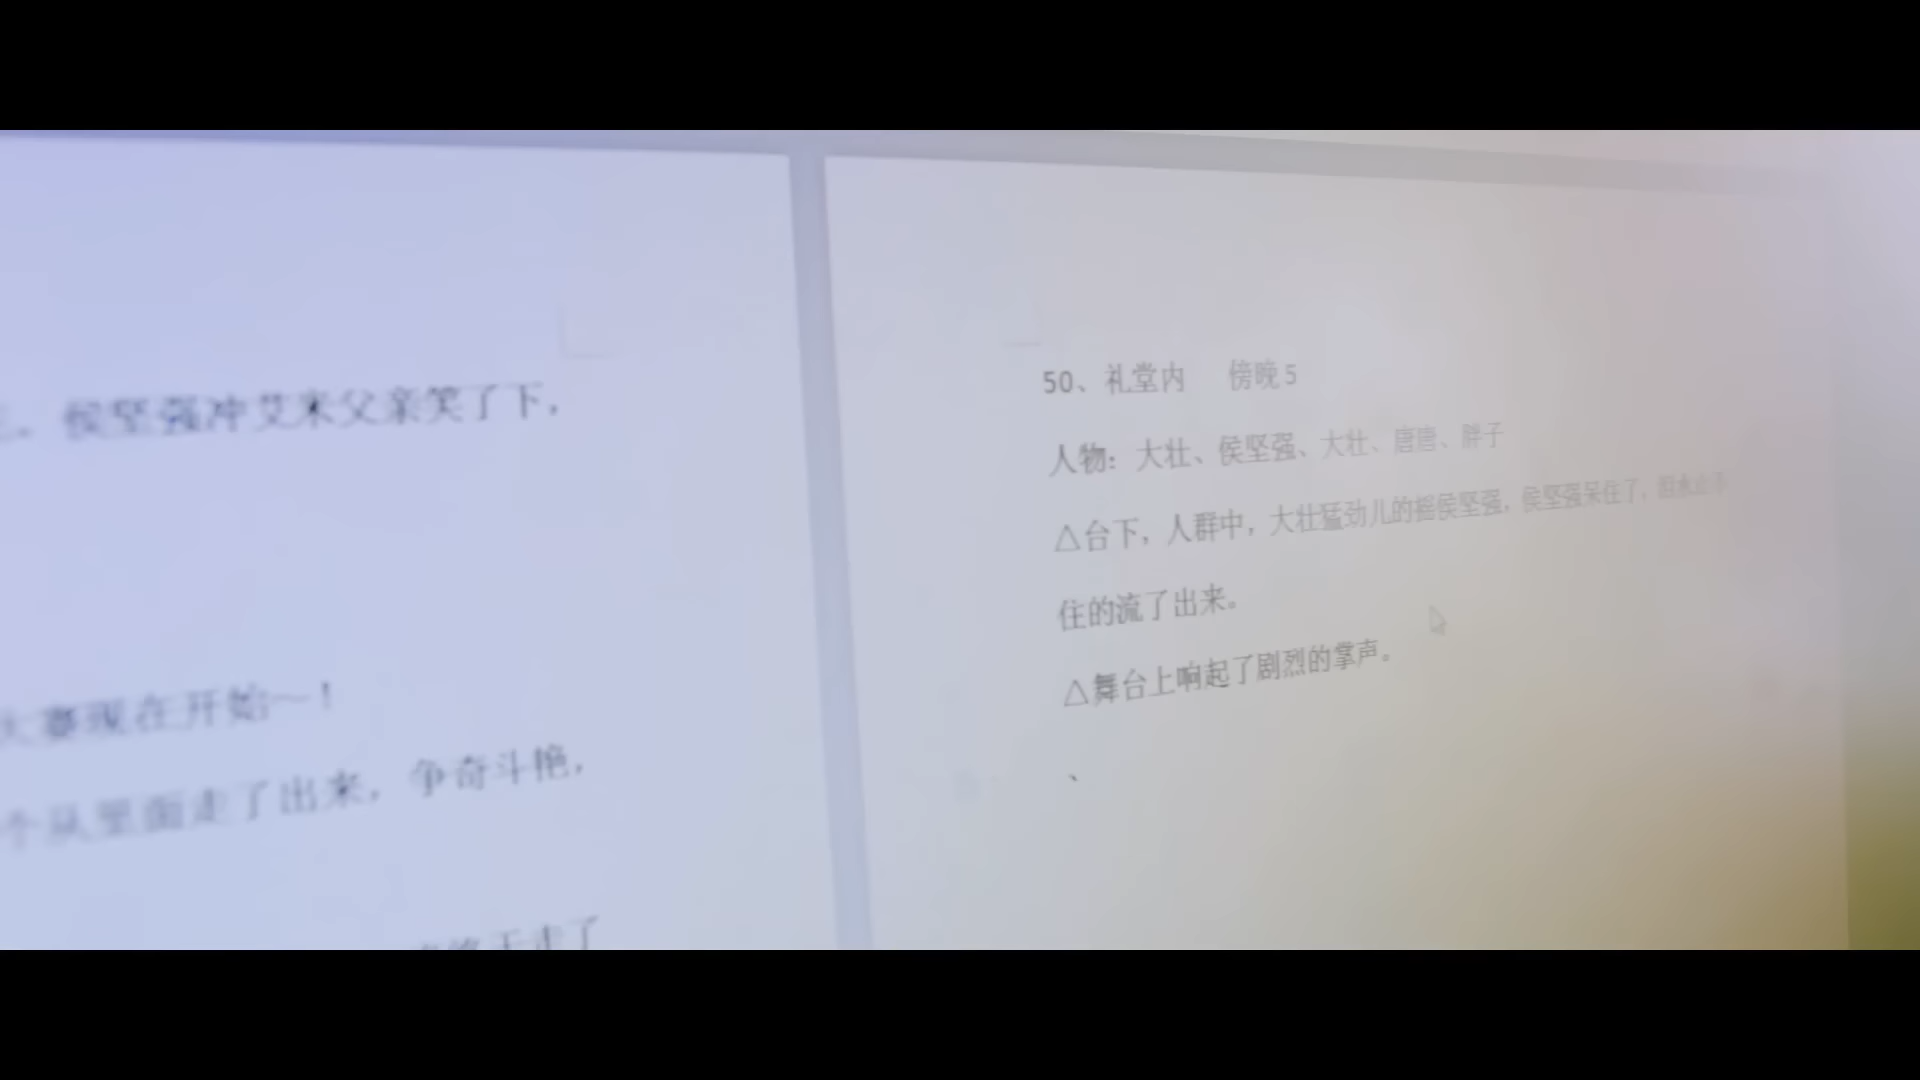 。侯坚强冲艾米父亲笑了下，
大赛现在开始～！
个从里面走了出来，争奇斗艳，
走了
50、礼堂内 傍晚5
人物：大壮、侯坚强、大壮、唐唐、胖子
△台下，人群中，大壮猛劲儿的摇侯坚强，侯坚强呆住了，
住的流了出来。
△舞台上响起了剧烈的掌声。
、